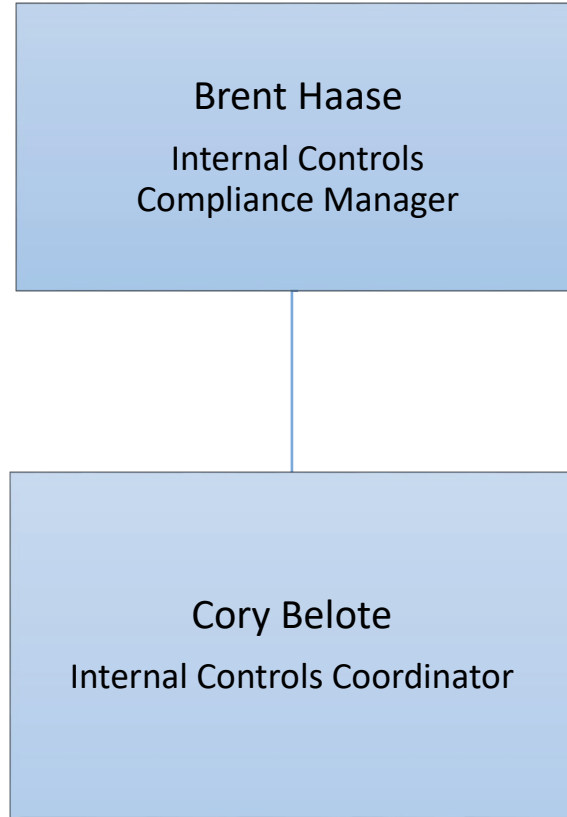 Brent Haase
Internal Controls
Compliance Manager
Cory Belote
Internal Controls Coordinator